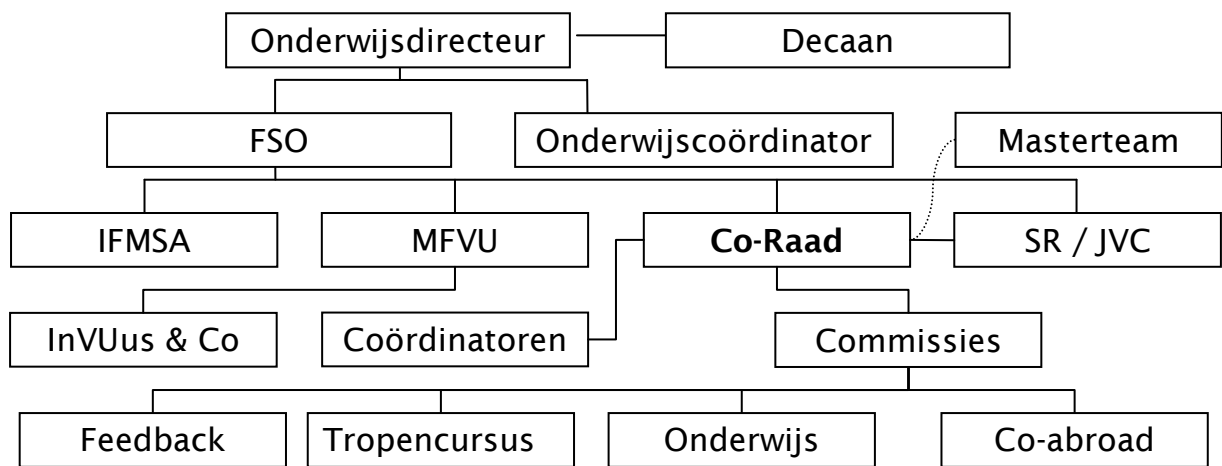 Onderwijsdirecteur
Decaan
FSO
Onderwijscoördinator
Masterteam
IFMSA
MFVU
Co-Raad
SR / JVC
InVUus & Co
Coördinatoren
Commissies
Feedback
Tropencursus
Onderwijs
Co-abroad